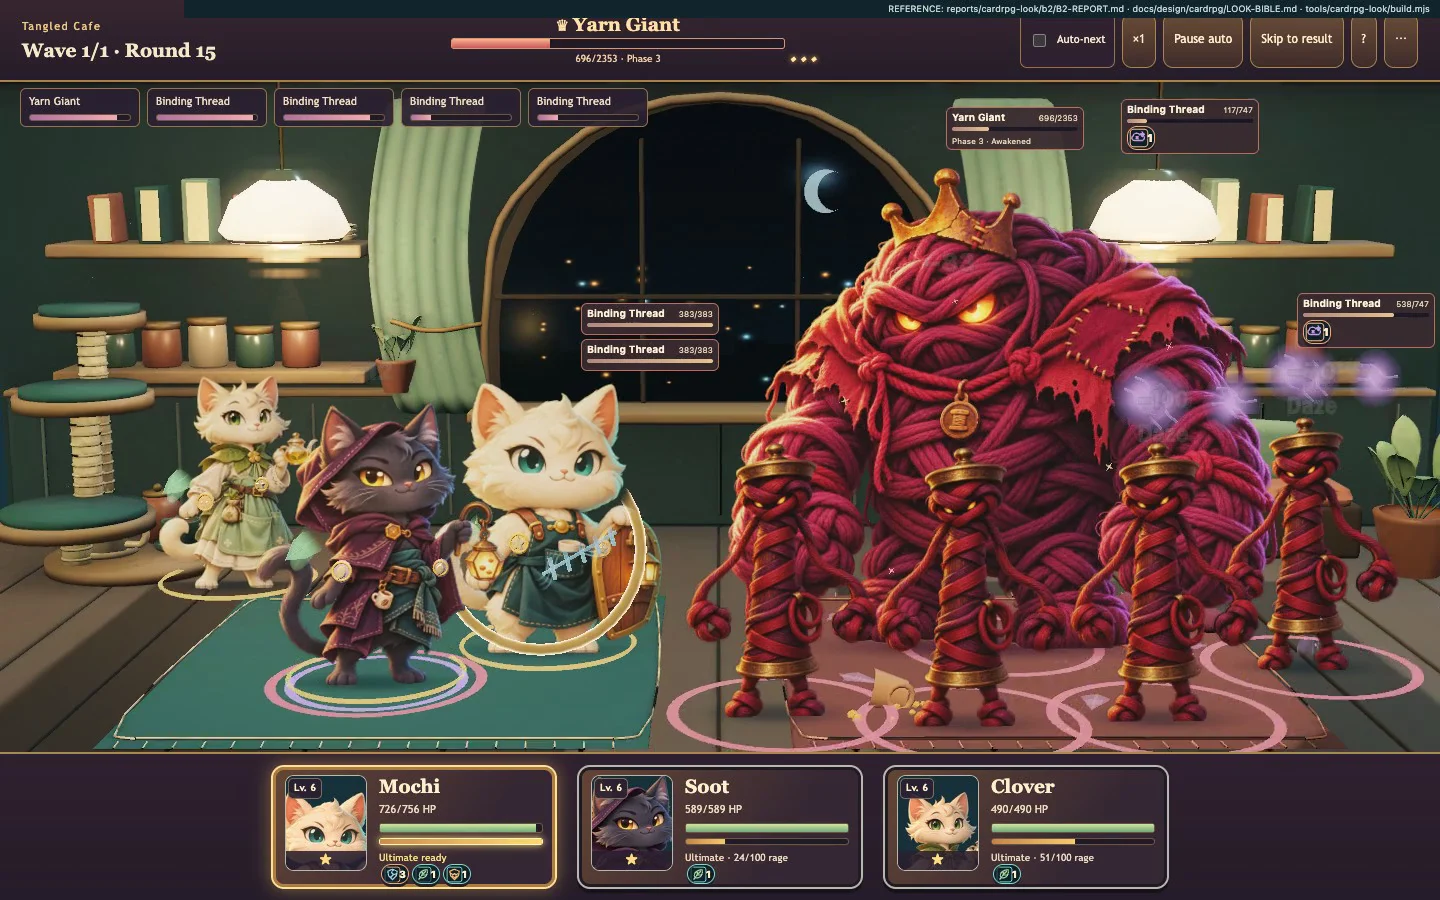 REFERENCE: reports/cardrpg-look/b2/B2-REPORT.md · docs/design/cardrpg/LOOK-BIBLE.md · tools/cardrpg-look/build.mjs
Tangled Cafe
Wave 1/1 · Round 15
Yarn Giant
696/2353 · Phase 3
Auto-next
×1
Pause auto
Skip to result
?
···
Yarn Giant
Binding Thread
Binding Thread
Binding Thread
Binding Thread
Yarn Giant 696/2353
Phase 3 · Awakened
Binding Thread 117/747
1
Binding Thread 538/747
1
Binding Thread 383/383
Binding Thread 383/383
Daze
Lv. 6
Mochi
726/756 HP
Ultimate ready
3 1 1
Lv. 6
Soot
589/589 HP
Ultimate · 24/100 rage
1
Lv. 6
Clover
490/490 HP
Ultimate · 51/100 rage
1